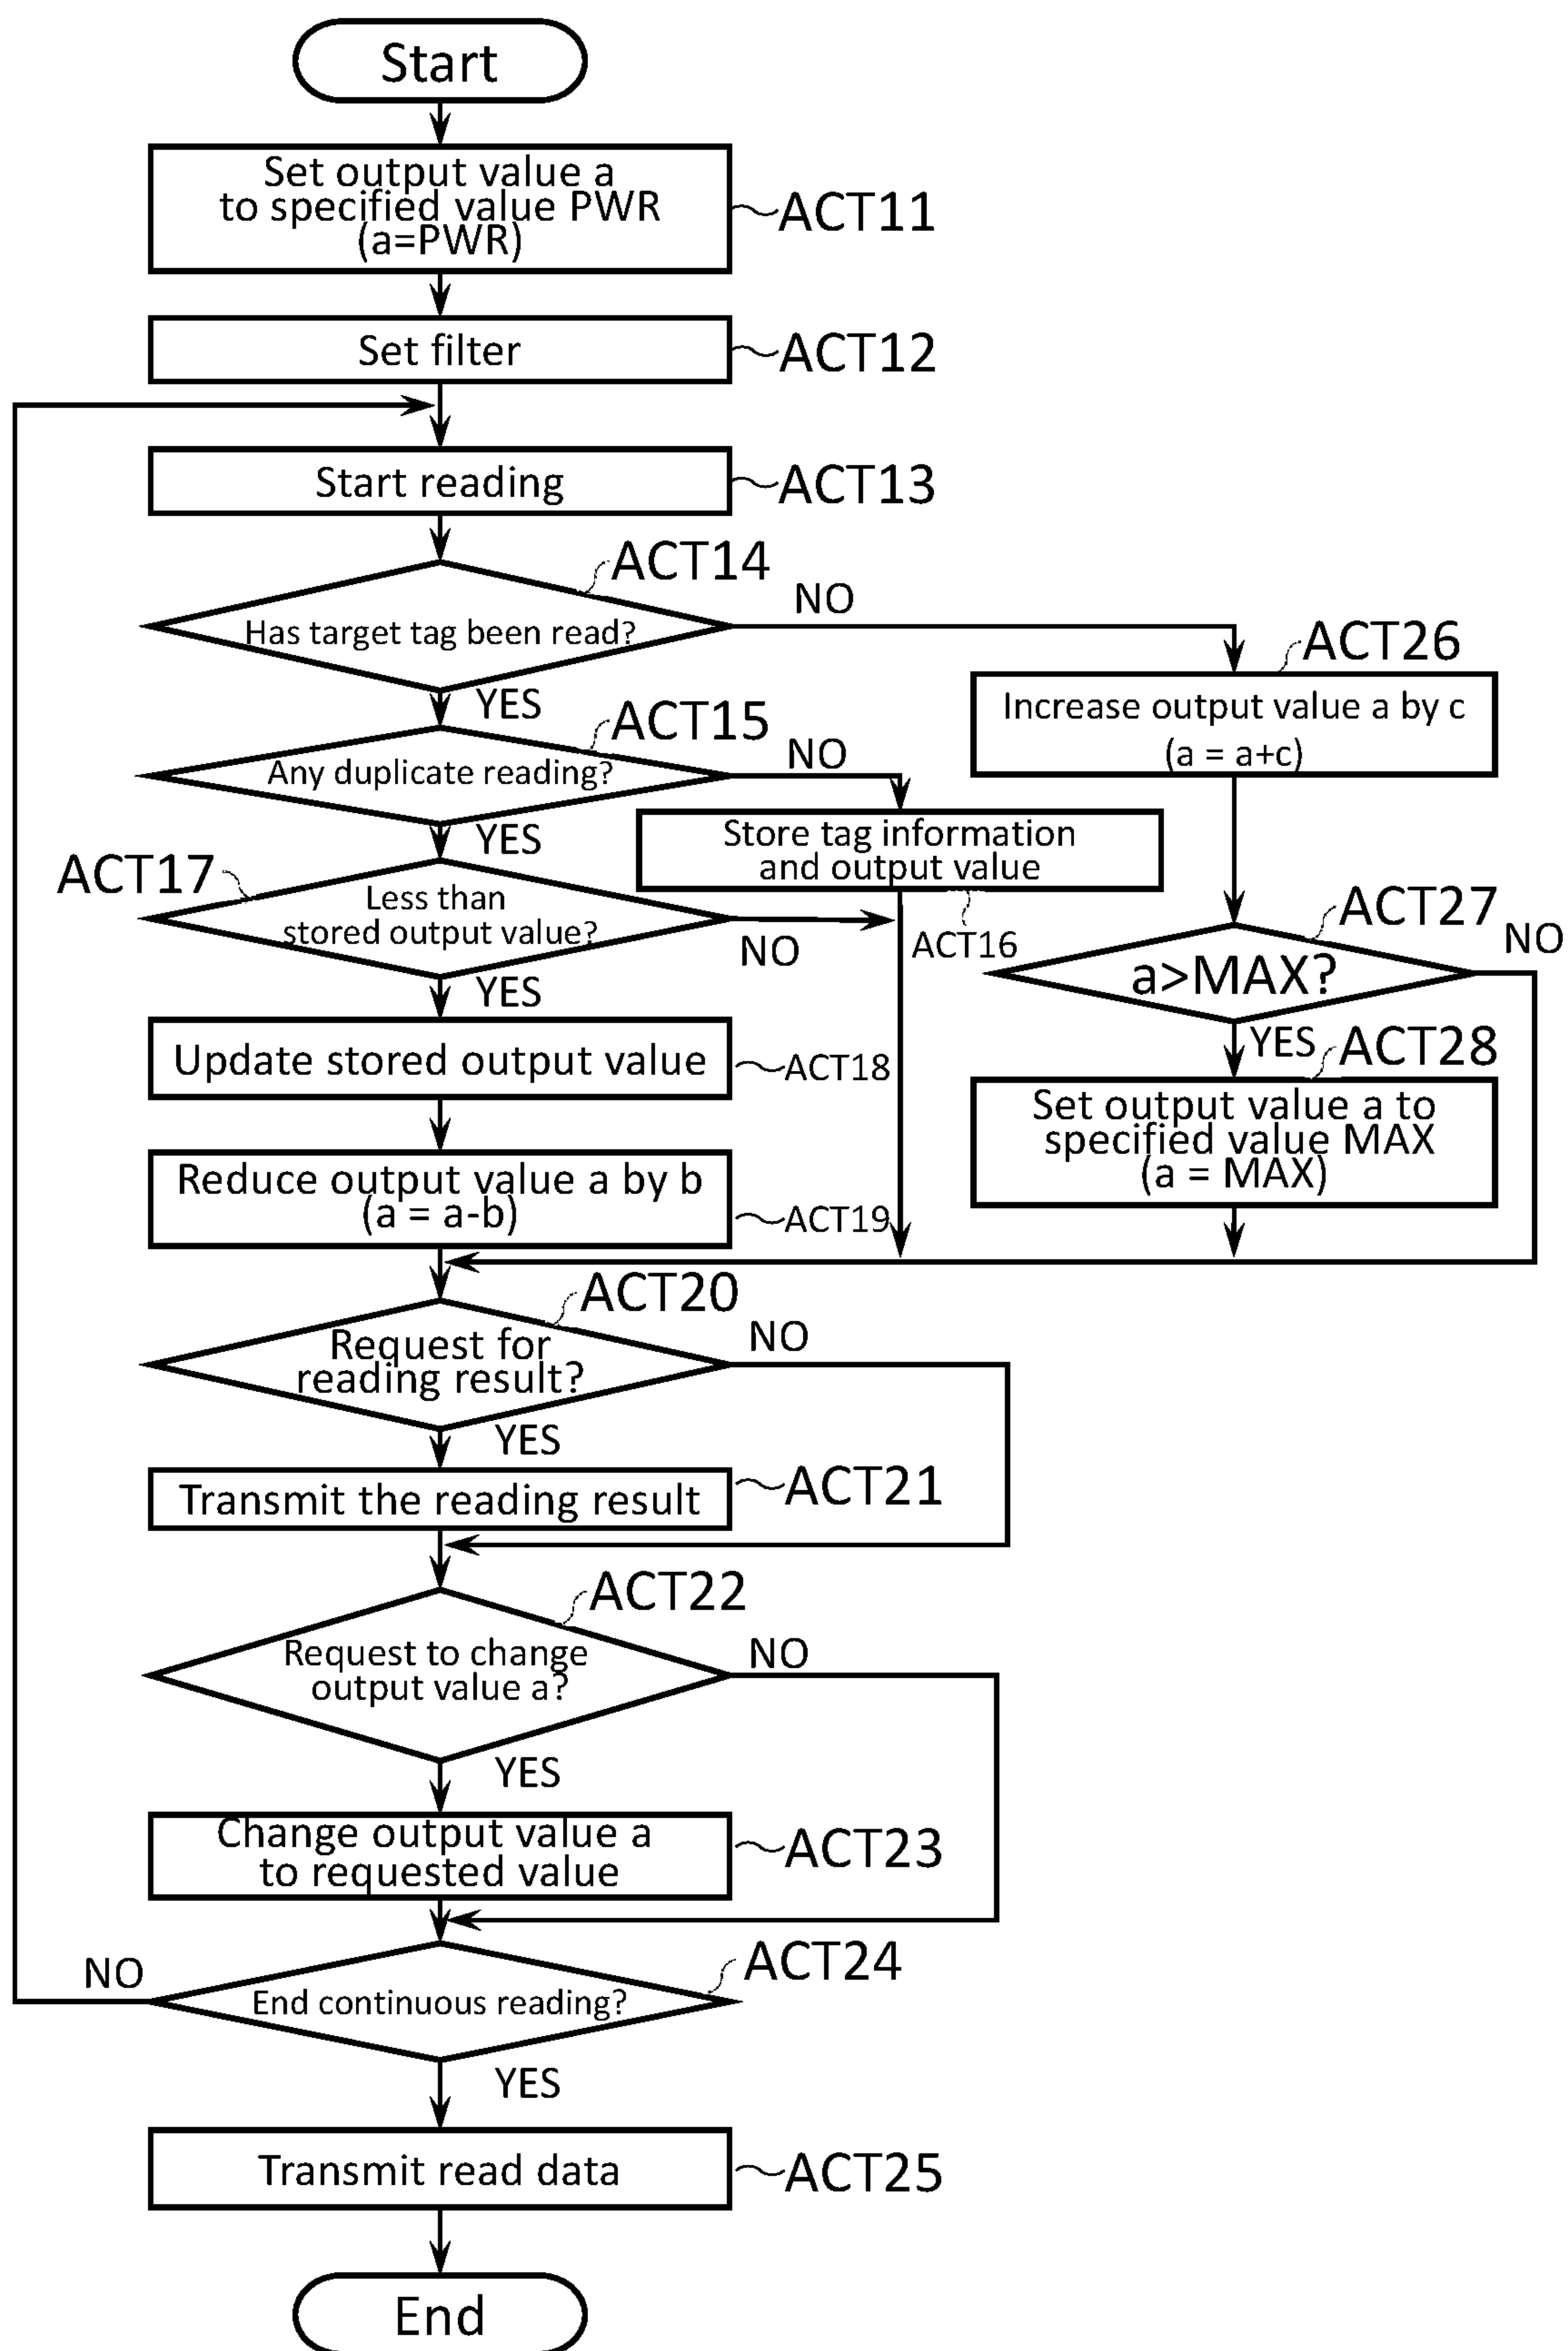 Start
Set output value a
to specified value PWR
(a=PWR)
ACT11
Set filter
ACT12
Start reading
ACT13
ACT14
Has target tag been read?
NO
YES
ACT26
Increase output value a by c
(a = a+c)
ACT15
Any duplicate reading?
NO
YES
Store tag information
and output value
ACT16
ACT17
Less than
stored output value?
NO
YES
ACT27
a>MAX?
NO
YES
ACT28
Set output value a to
specified value MAX
(a = MAX)
Update stored output value
ACT18
Reduce output value a by b
(a = a-b)
ACT19
ACT20
Request for
reading result?
NO
YES
Transmit the reading result
ACT21
ACT22
Request to change
output value a?
NO
YES
Change output value a
to requested value
ACT23
ACT24
NO
End continuous reading?
YES
Transmit read data
ACT25
End